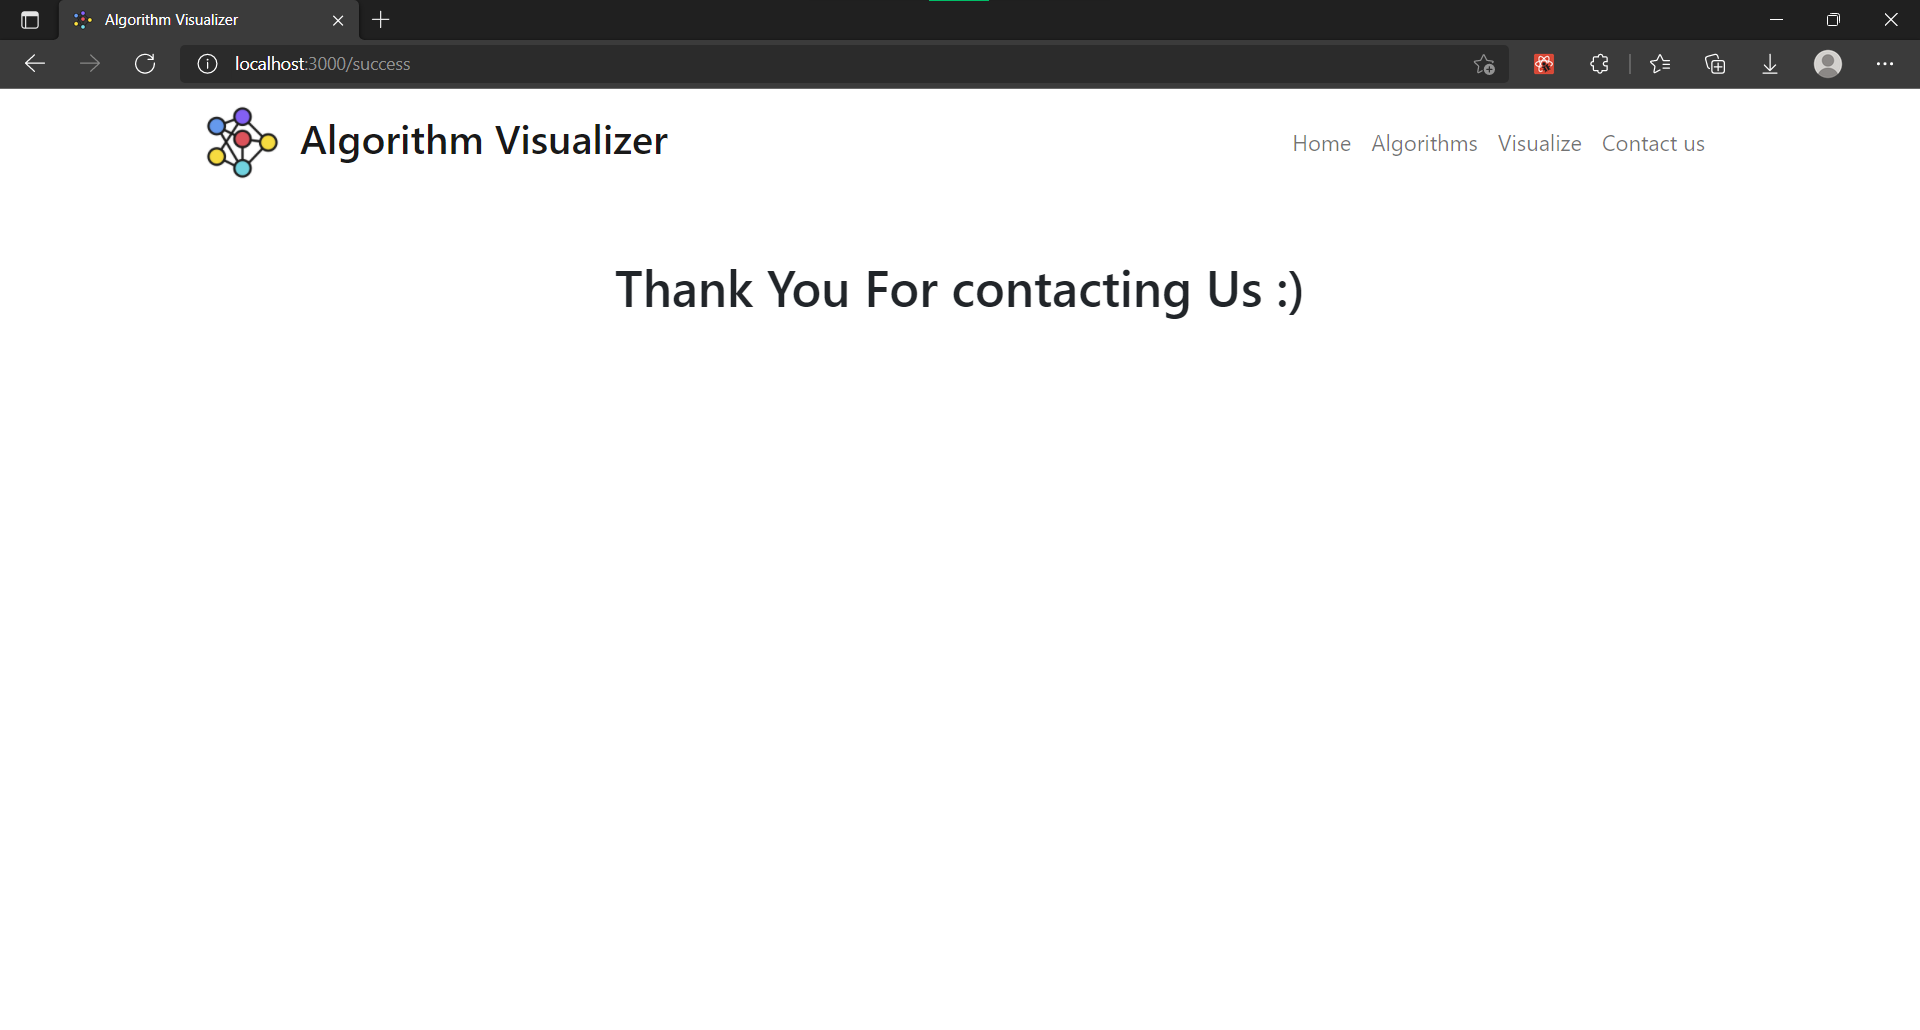 Algorithm Visualizer
localhost:3000/success
Algorithm Visualizer
Home Algorithms Visualize Contact us
Thank You For contacting Us :)